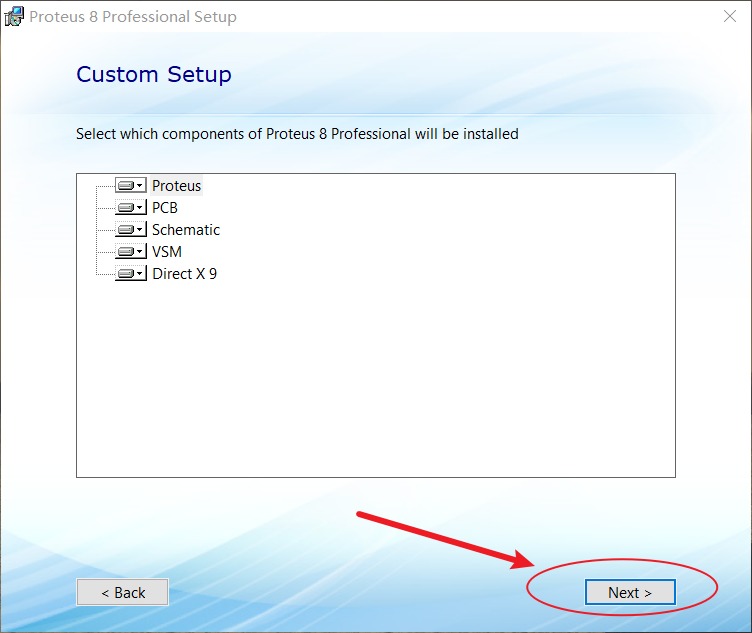 Proteus 8 Professional Setup
Custom Setup
Select which components of Proteus 8 Professional will be installed
Proteus
PCB
Schematic
VSM
Direct X 9
< Back
Next >